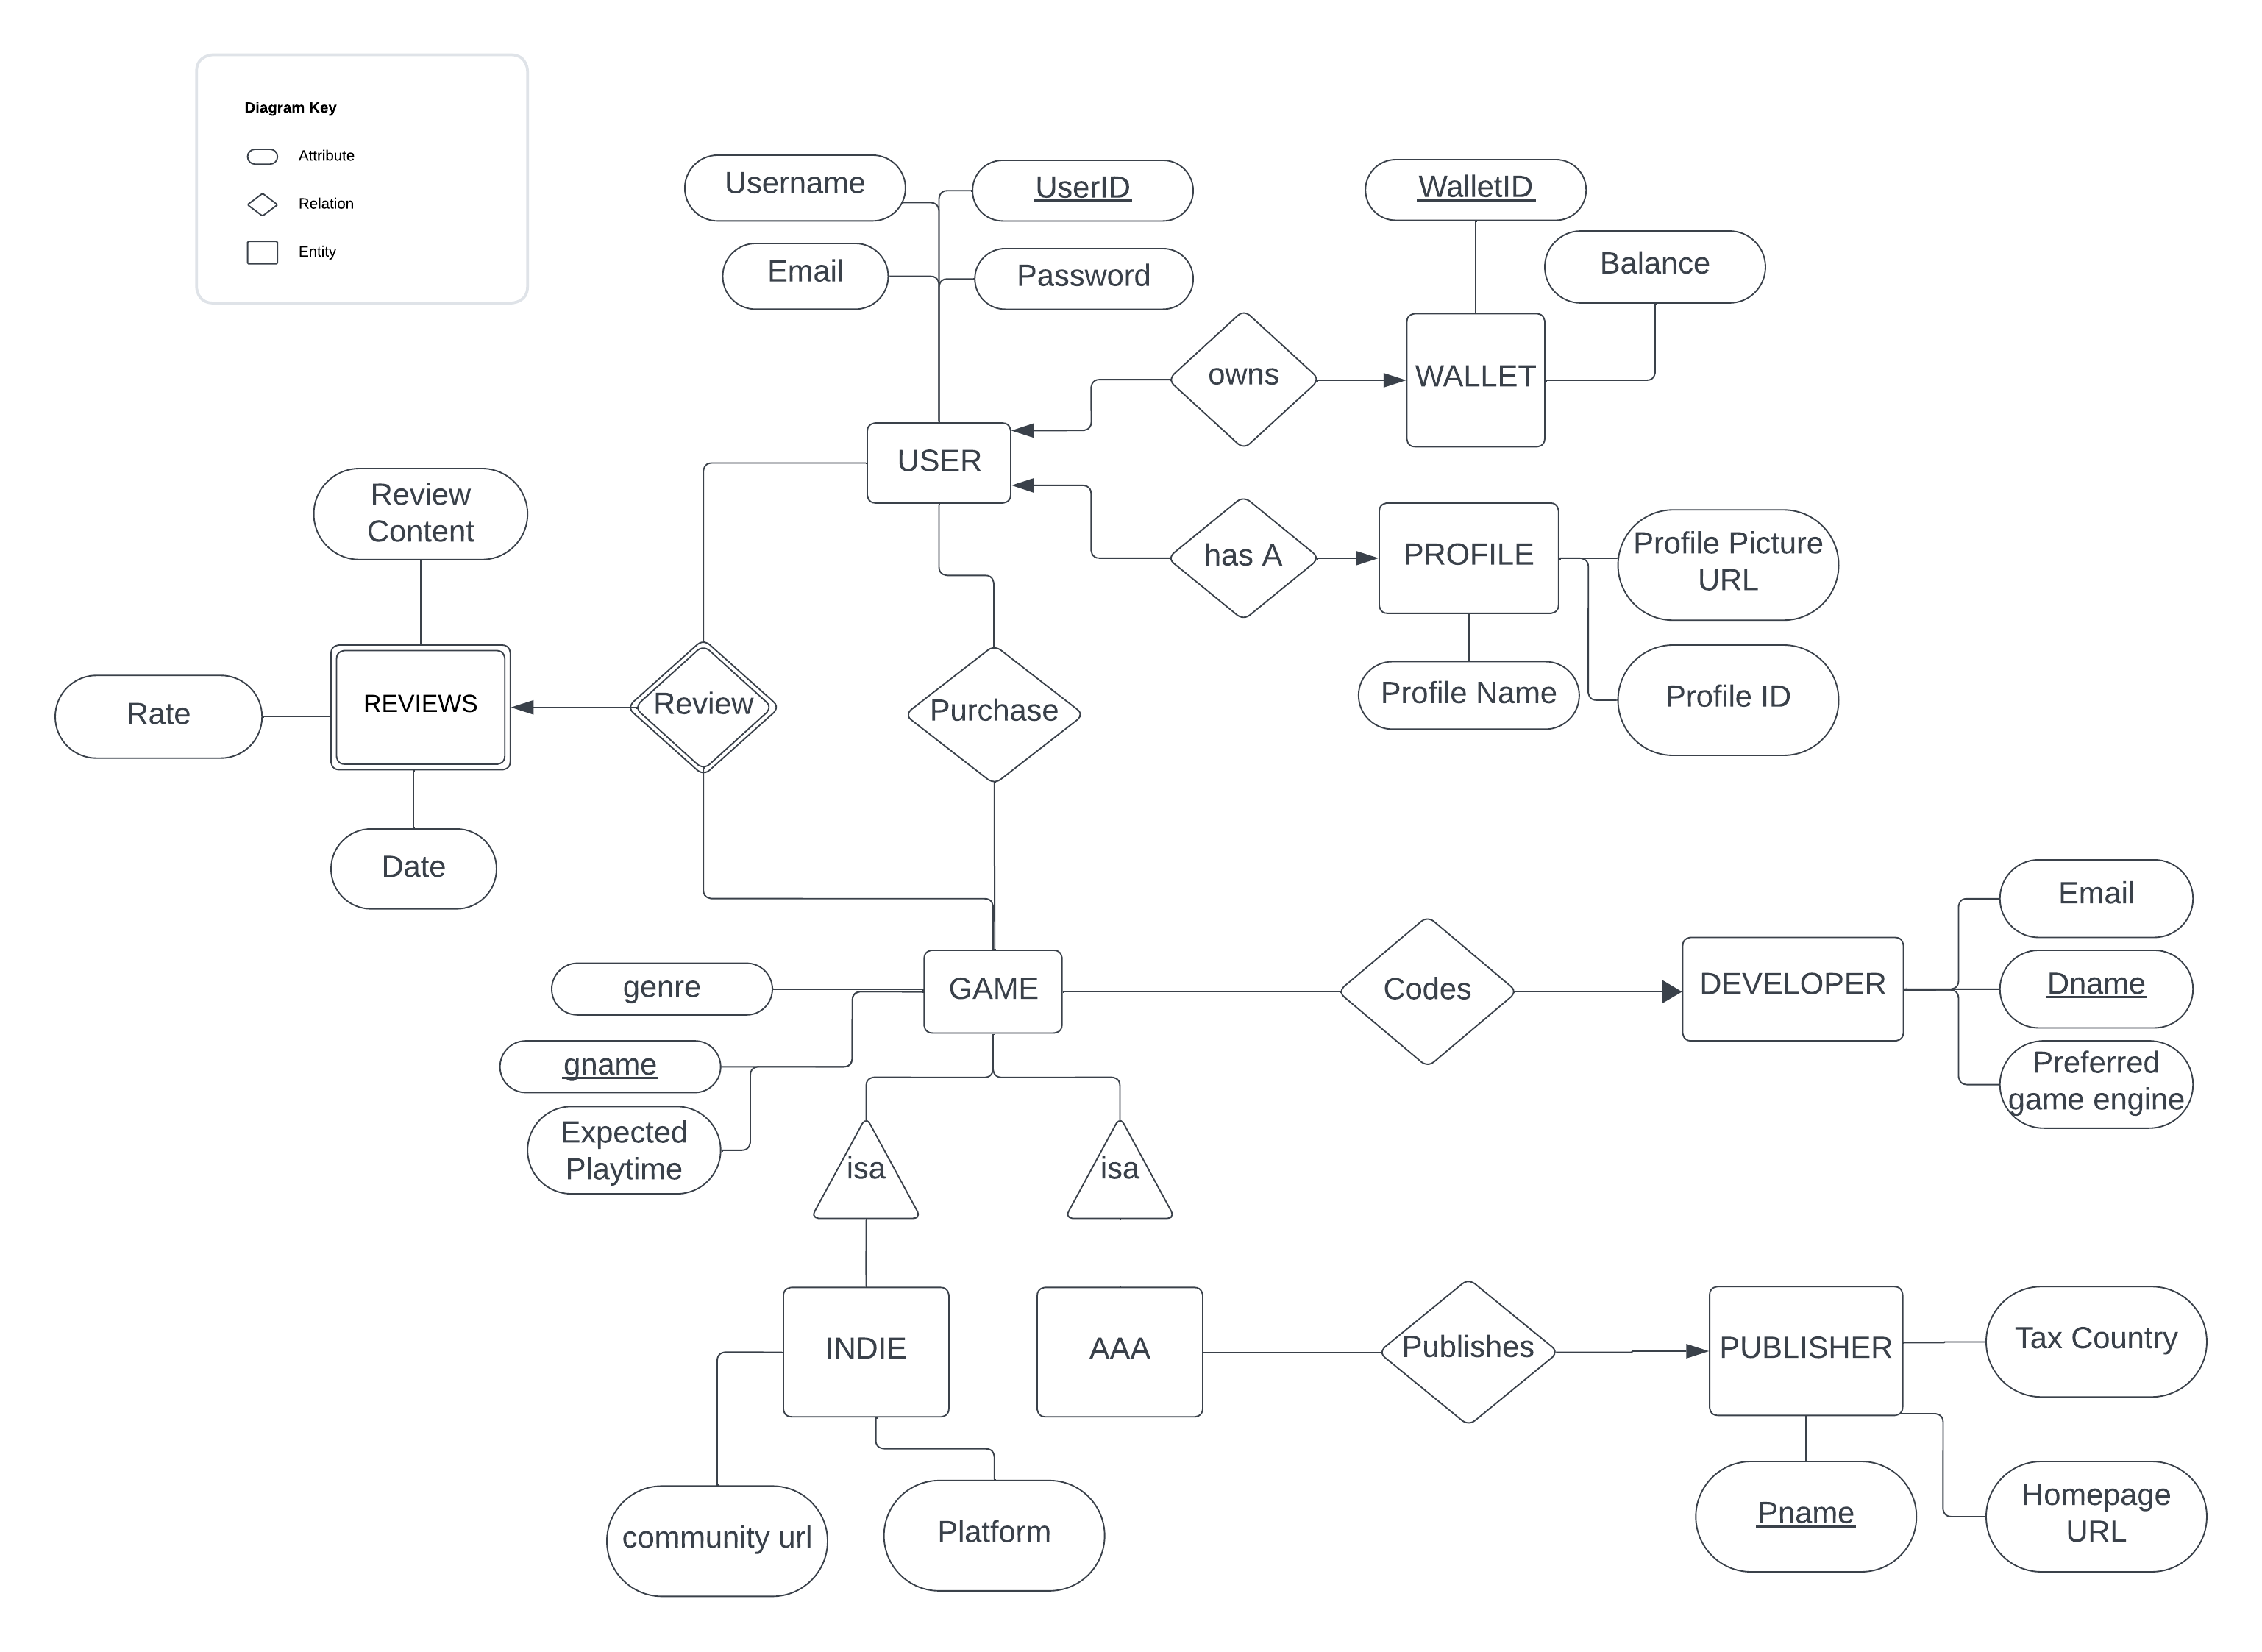 Diagram Key
Attribute
Relation
Entity
Username
UserID
Email
Password
WalletID
Balance
owns
WALLET
USER
Review
Content
has A
PROFILE
Profile Picture
URL
Profile Name
Profile ID
Rate
REVIEWS
Review
Purchase
Date
Email
genre
GAME
Codes
DEVELOPER
Dname
gname
Preferred
game engine
Expected
Playtime
isa
isa
INDIE
AAA
Publishes
PUBLISHER
Tax Country
community url
Platform
Pname
Homepage
URL